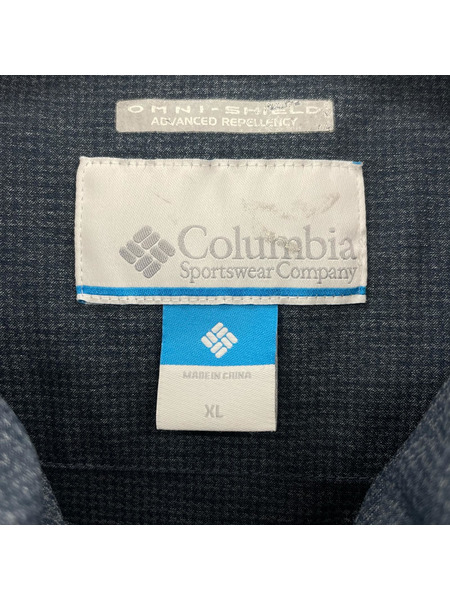 OMNI-SHIELD
ADVANCED REPELLENCY
Columbia
Sportswear Company
MADE IN CHINA
XL